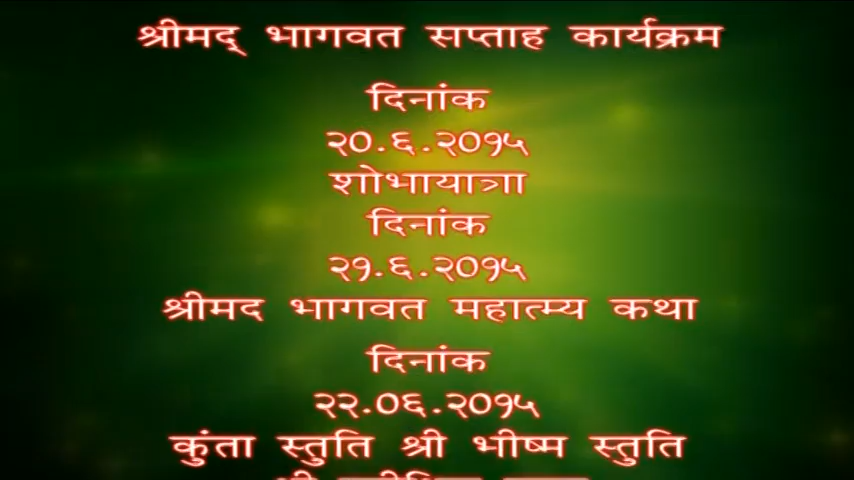 श्रीमद् भागवत सप्ताह कार्यक्रम
दिनांक
२०.६.२०१५
शोभायात्रा
दिनांक
२१.६.२०१५
श्रीमद भागवत महात्म्य कथा
दिनांक
२२.०६.२०१५
कुंता स्तुति श्री भीष्म स्तुति